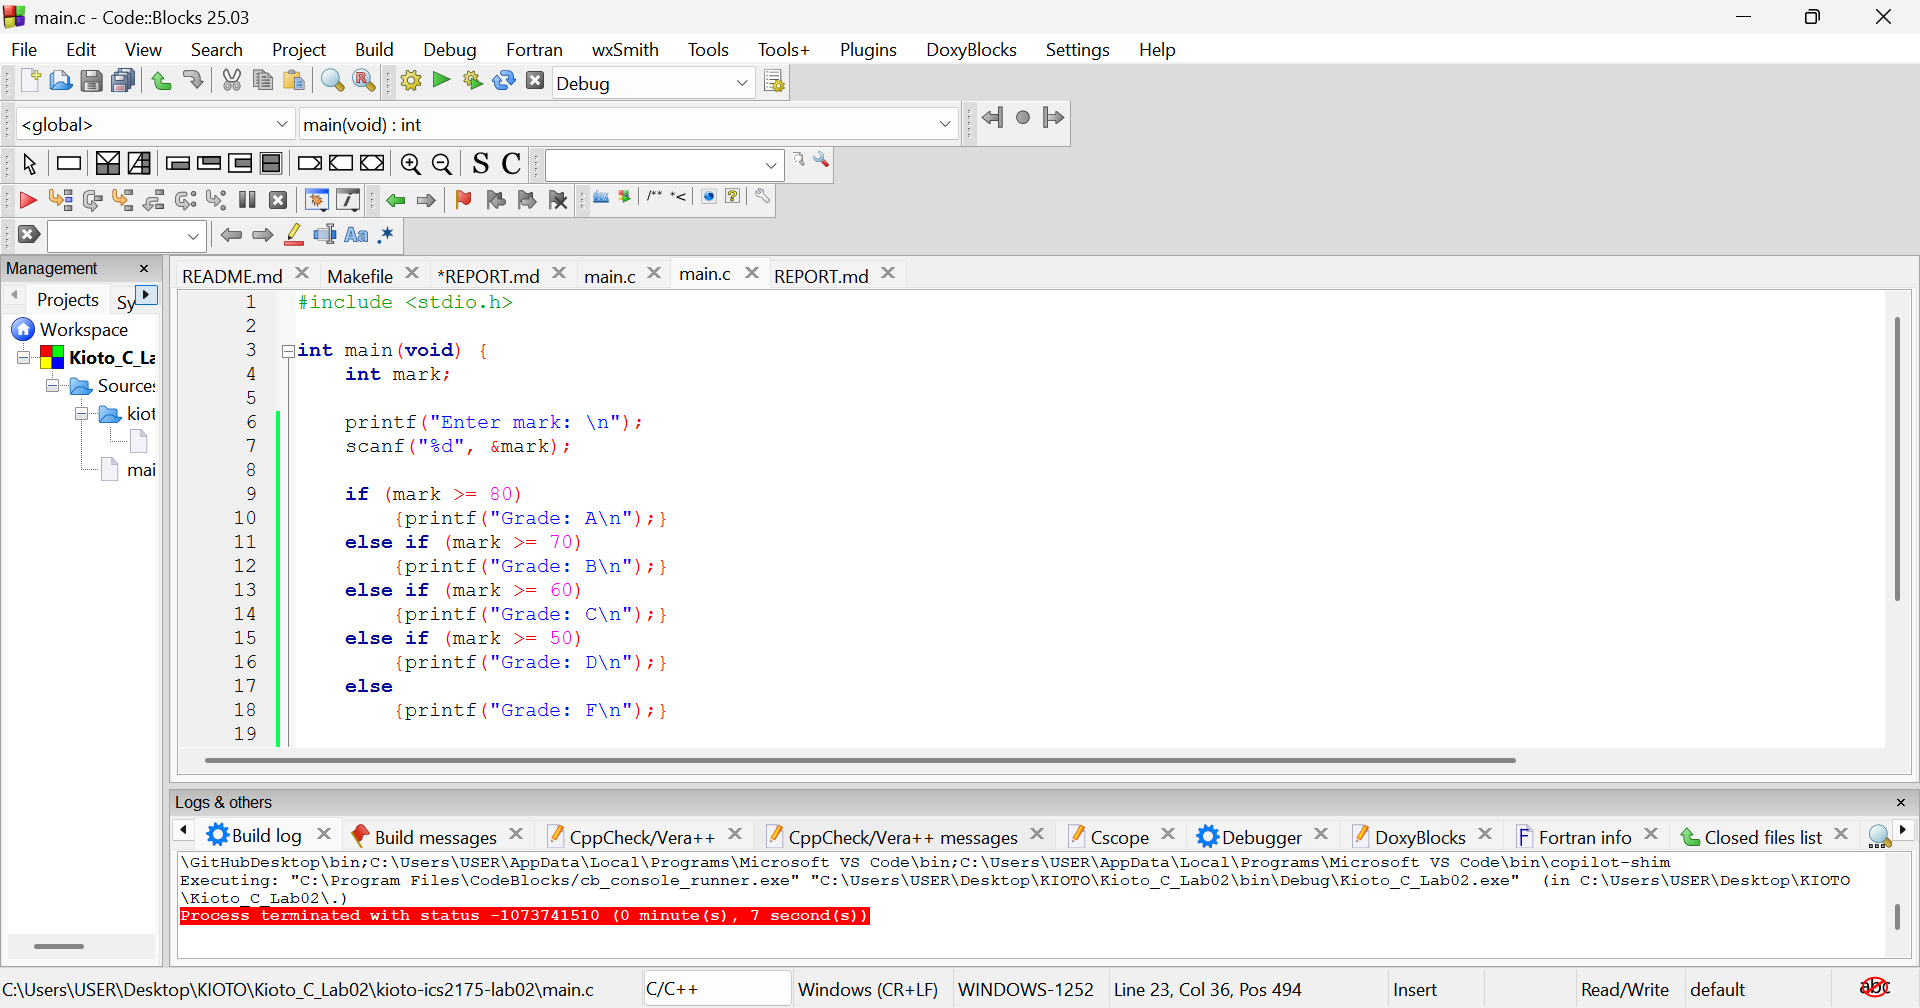 main.c - Code::Blocks 25.03
File Edit View Search Project Build Debug Fortran wxSmith Tools Tools+ Plugins DoxyBlocks Settings Help
Debug
<global> main(void) : int
S C
/** *<
Aa .*
Management
README.md Makefile *REPORT.md main.c main.c REPORT.md
Projects Sy
Workspace
Kioto_C_La
Sources
kiot
mai
1 #include <stdio.h>
2
3 int main(void) {
4 int mark;
5
6 printf("Enter mark: \n");
7 scanf("%d", &mark);
8
9 if (mark >= 80)
10 {printf("Grade: A\n");}
11 else if (mark >= 70)
12 {printf("Grade: B\n");}
13 else if (mark >= 60)
14 {printf("Grade: C\n");}
15 else if (mark >= 50)
16 {printf("Grade: D\n");}
17 else
18 {printf("Grade: F\n");}
19
Logs & others
Build log Build messages CppCheck/Vera++ CppCheck/Vera++ messages Cscope Debugger DoxyBlocks Fortran info Closed files list
\GitHubDesktop\bin;C:\Users\USER\AppData\Local\Programs\Microsoft VS Code\bin;C:\Users\USER\AppData\Local\Programs\Microsoft VS Code\bin\copilot-shim
Executing: "C:\Program Files\CodeBlocks/cb_console_runner.exe" "C:\Users\USER\Desktop\KIOTO\Kioto_C_Lab02\bin\Debug\Kioto_C_Lab02.exe" (in C:\Users\USER\Desktop\KIOTO
\Kioto_C_Lab02\.)
Process terminated with status -1073741510 (0 minute(s), 7 second(s))
C:\Users\USER\Desktop\KIOTO\Kioto_C_Lab02\kioto-ics2175-lab02\main.c C/C++ Windows (CR+LF) WINDOWS-1252 Line 23, Col 36, Pos 494 Insert Read/Write default abc